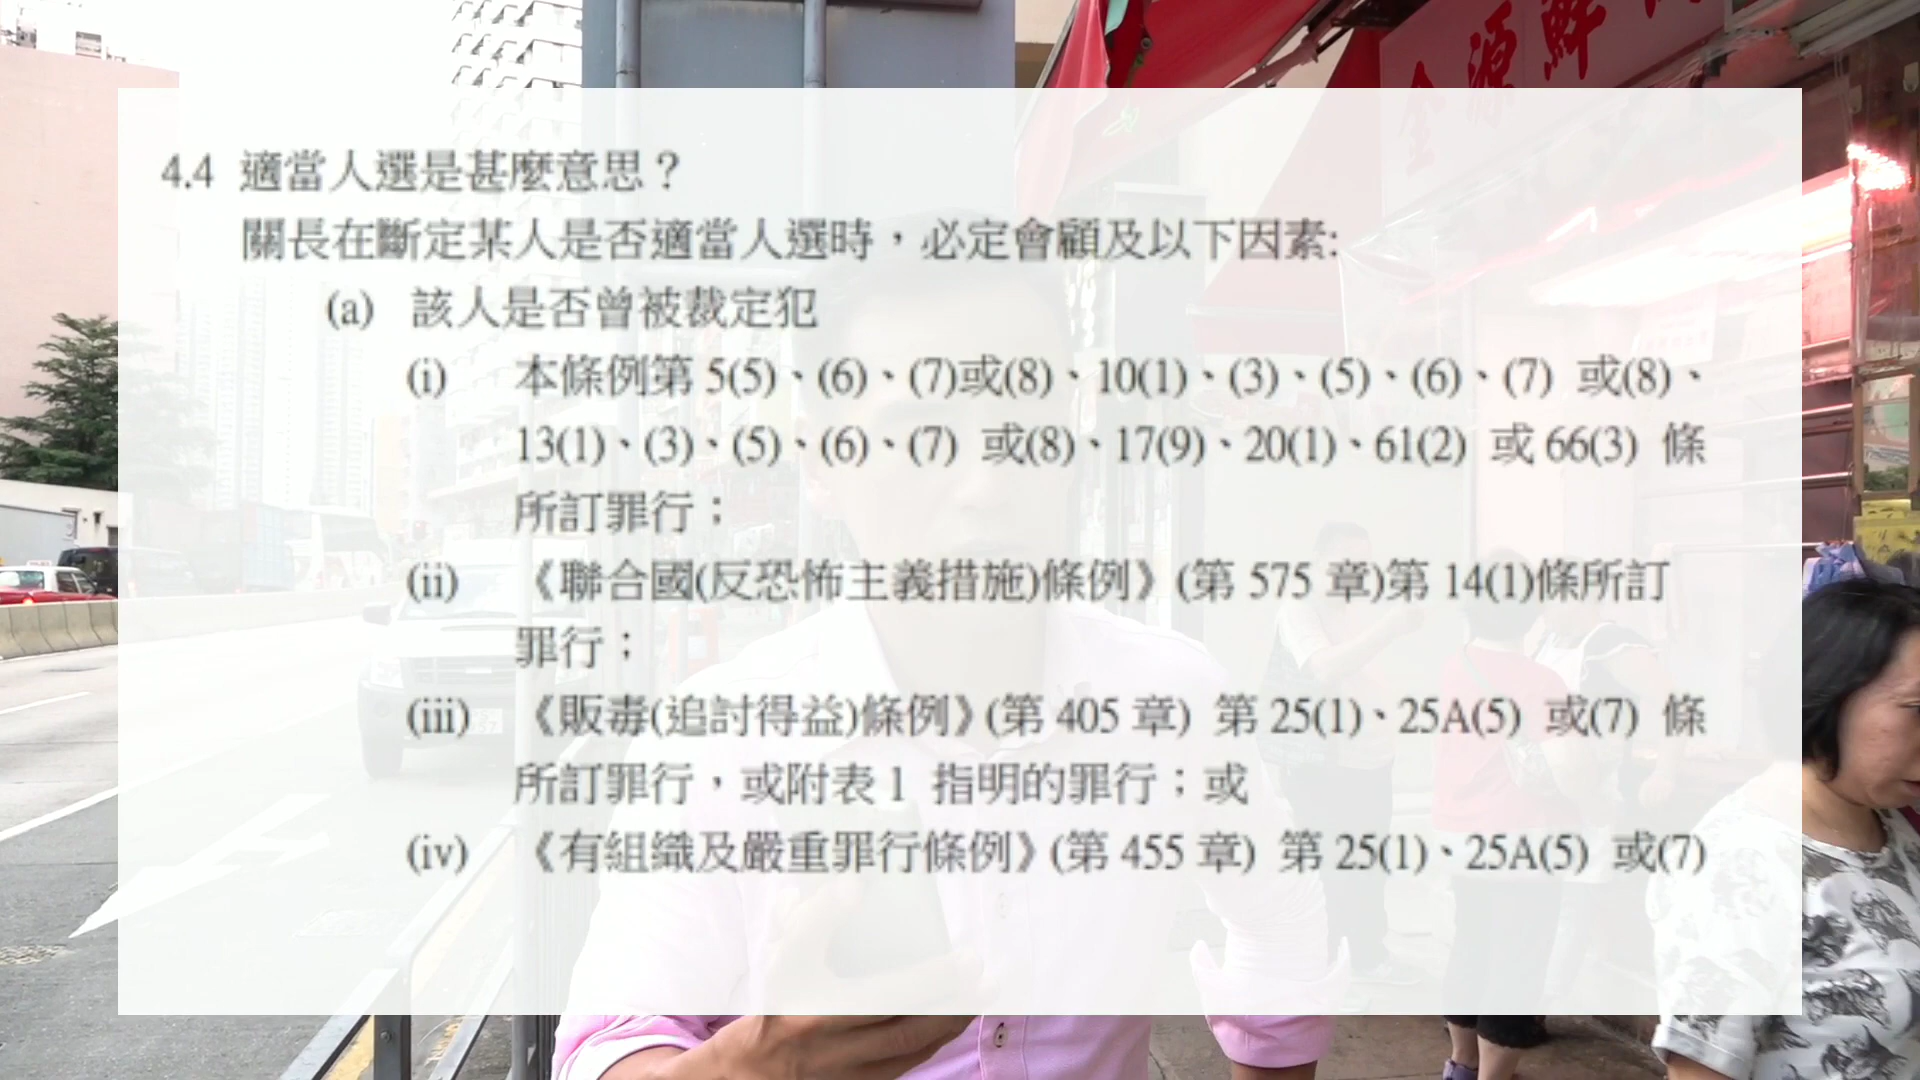 金源鮮
4.4 適當人選是甚麼意思？
關長在斷定某人是否適當人選時，必定會顧及以下因素:
(a) 該人是否曾被裁定犯
(i) 本條例第 5(5)、(6)、(7)或(8)、10(1)、(3)、(5)、(6)、(7) 或(8)、
13(1)、(3)、(5)、(6)、(7) 或(8)、17(9)、20(1)、61(2) 或 66(3) 條
所訂罪行；
(ii) 《聯合國(反恐怖主義措施)條例》(第 575 章)第 14(1)條所訂
罪行；
(iii) 《販毒(追討得益)條例》(第 405 章) 第 25(1)、25A(5) 或(7) 條
所訂罪行，或附表 1 指明的罪行；或
(iv) 《有組織及嚴重罪行條例》(第 455 章) 第 25(1)、25A(5) 或(7)